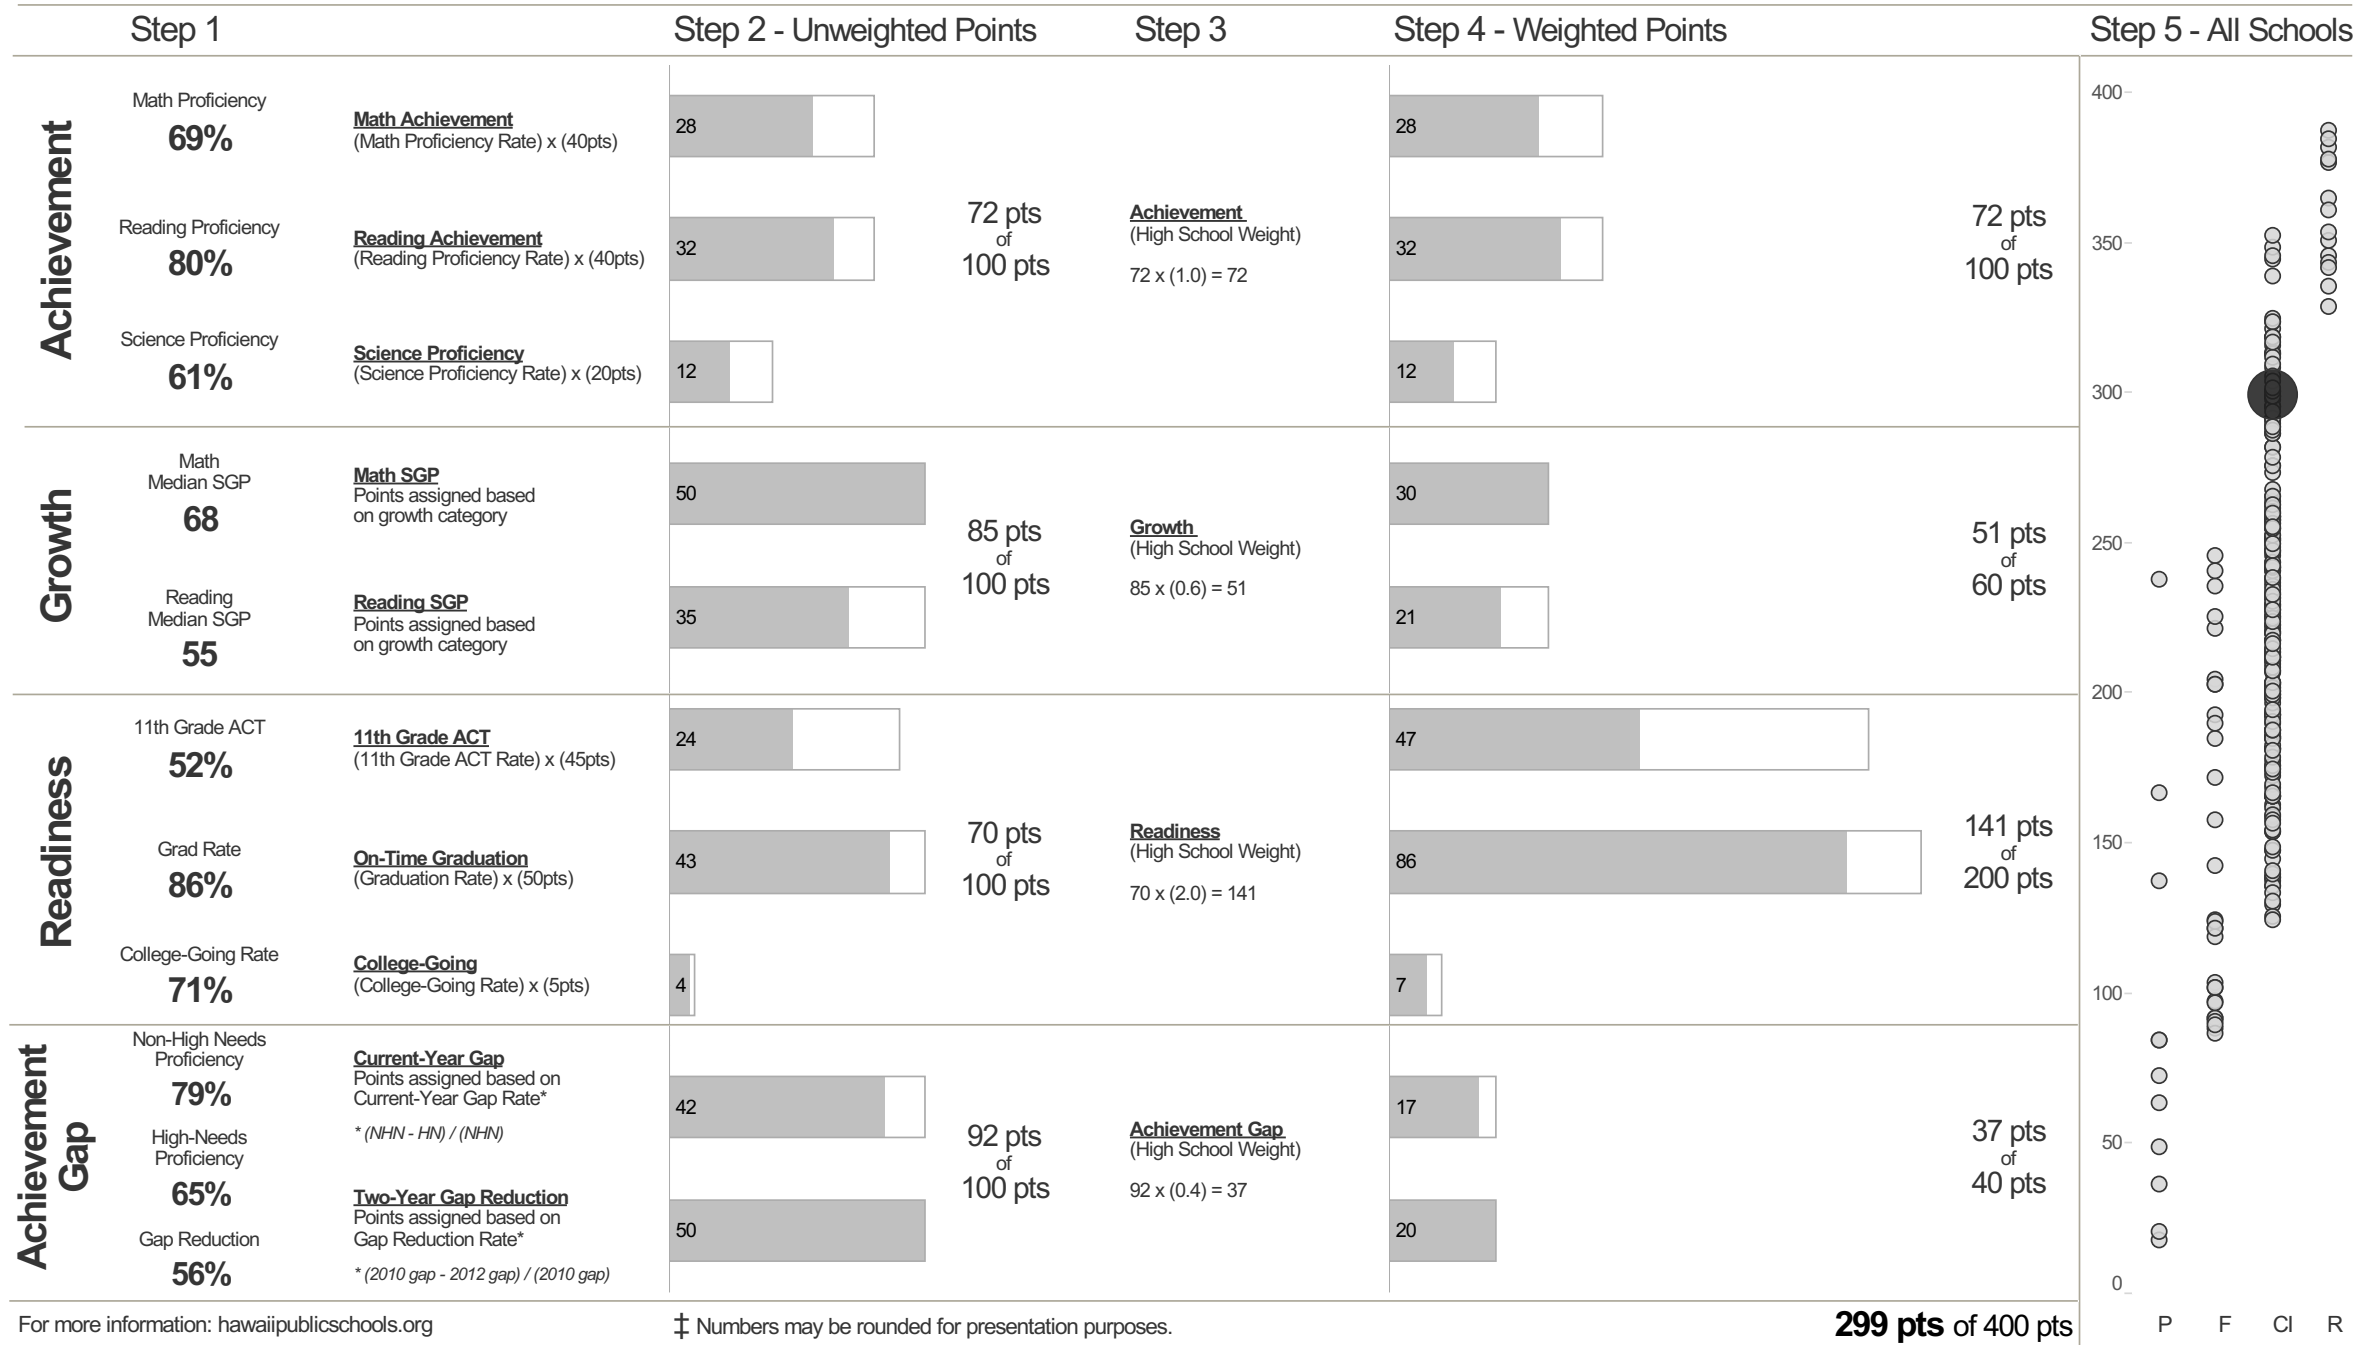 Step 1
Step 2 - Unweighted Points
Step 3
Step 4 - Weighted Points
Step 5 - All Schools
Achievement
Math Proficiency
69%
Math Achievement
(Math Proficiency Rate) x (40pts)
28
28
Reading Proficiency
80%
Reading Achievement
(Reading Proficiency Rate) x (40pts)
32
72 pts
of
100 pts
Achievement
(High School Weight)
72 x (1.0) = 72
32
72 pts
of
100 pts
Science Proficiency
61%
Science Proficiency
(Science Proficiency Rate) x (20pts)
12
12
Growth
Math
Median SGP
68
Math SGP
Points assigned based
on growth category
50
85 pts
of
100 pts
Growth
(High School Weight)
85 x (0.6) = 51
30
51 pts
of
60 pts
Reading
Median SGP
55
Reading SGP
Points assigned based
on growth category
35
21
Readiness
11th Grade ACT
52%
11th Grade ACT
(11th Grade ACT Rate) x (45pts)
24
47
Grad Rate
86%
On-Time Graduation
(Graduation Rate) x (50pts)
43
70 pts
of
100 pts
Readiness
(High School Weight)
70 x (2.0) = 141
86
141 pts
of
200 pts
College-Going Rate
71%
College-Going
(College-Going Rate) x (5pts)
4
7
Achievement
Gap
Non-High Needs
Proficiency
79%
High-Needs
Proficiency
65%
Gap Reduction
56%
Current-Year Gap
Points assigned based on
Current-Year Gap Rate*
* (NHN - HN) / (NHN)
Two-Year Gap Reduction
Points assigned based on
Gap Reduction Rate*
* (2010 gap - 2012 gap) / (2010 gap)
42
50
92 pts
of
100 pts
Achievement Gap
(High School Weight)
92 x (0.4) = 37
17
20
37 pts
of
40 pts
400
350
300
250
200
150
100
50
0
P F CI R
For more information: hawaiipublicschools.org
‡ Numbers may be rounded for presentation purposes.
299 pts of 400 pts